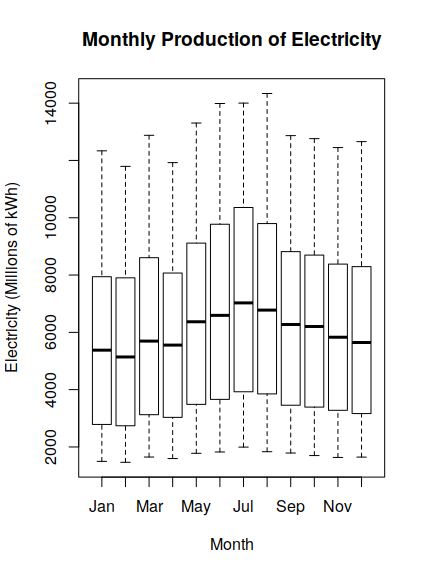 Monthly Production of Electricity
Electricity (Millions of kWh)
14000
10000
8000
6000
4000
2000
Jan Mar May Jul Sep Nov
Month